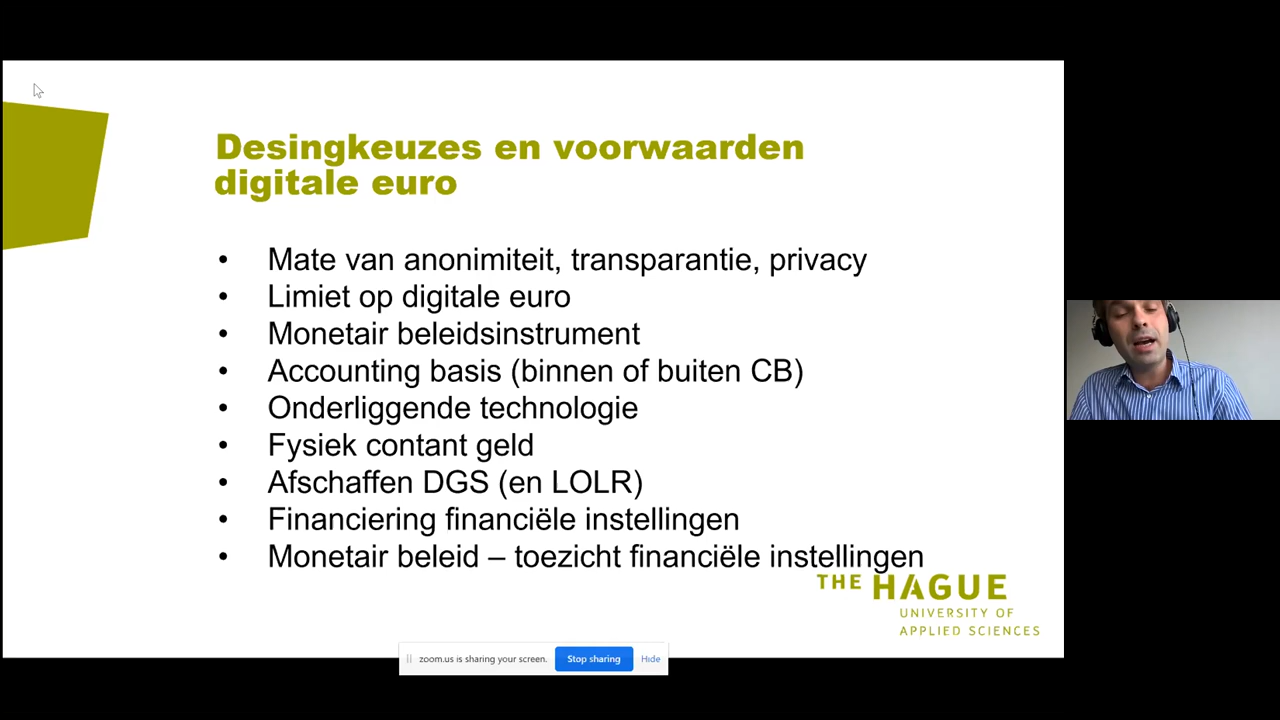 Desingkeuzes en voorwaarden
digitale euro
• Mate van anonimiteit, transparantie, privacy
• Limiet op digitale euro
• Monetair beleidsinstrument
• Accounting basis (binnen of buiten CB)
• Onderliggende technologie
• Fysiek contant geld
• Afschaffen DGS (en LOLR)
• Financiering financiële instellingen
• Monetair beleid – toezicht financiële instellingen
THE HAGUE
UNIVERSITY OF
APPLIED SCIENCES
zoom.us is sharing your screen. Stop sharing Hide